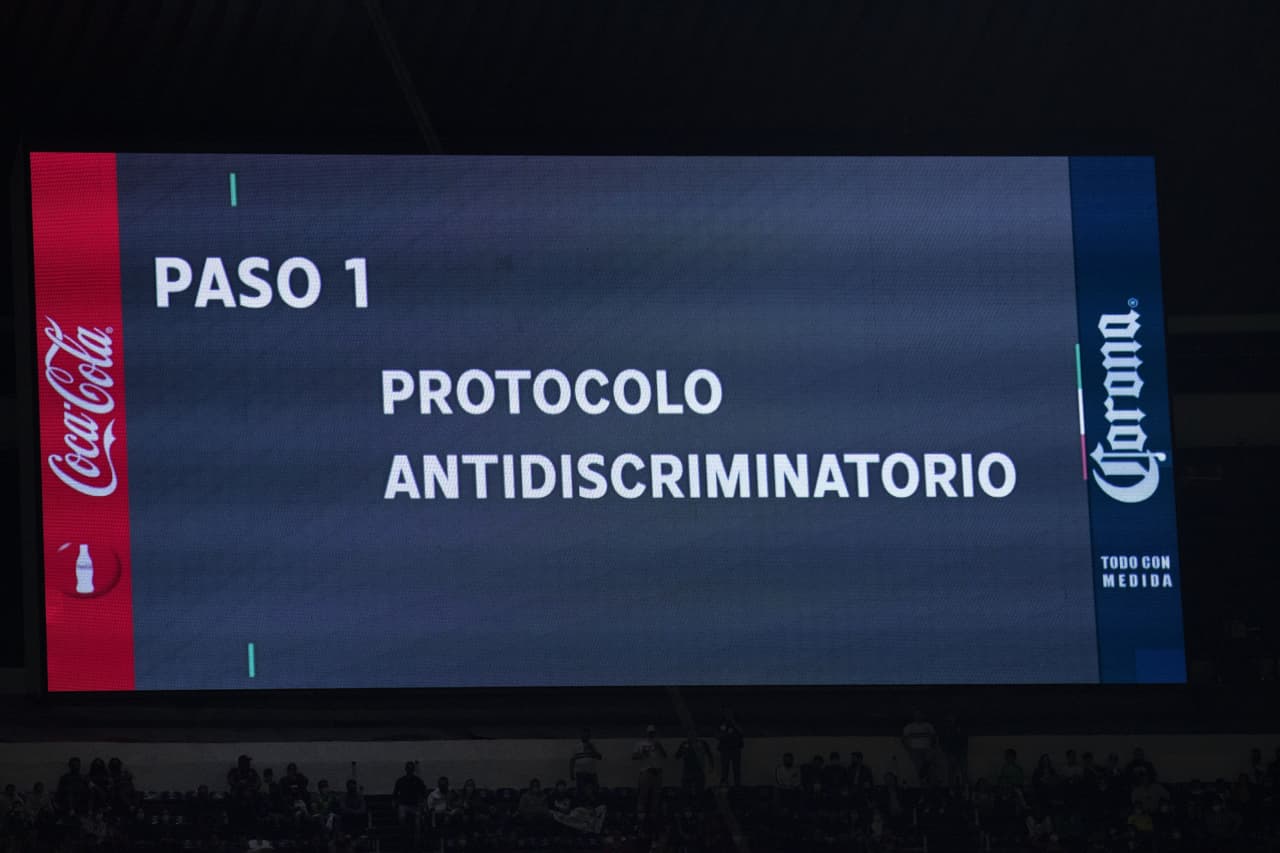 PASO 1
PROTOCOLO
ANTIDISCRIMINATORIO
Coca-Cola
Corona
TODO CON
MEDIDA